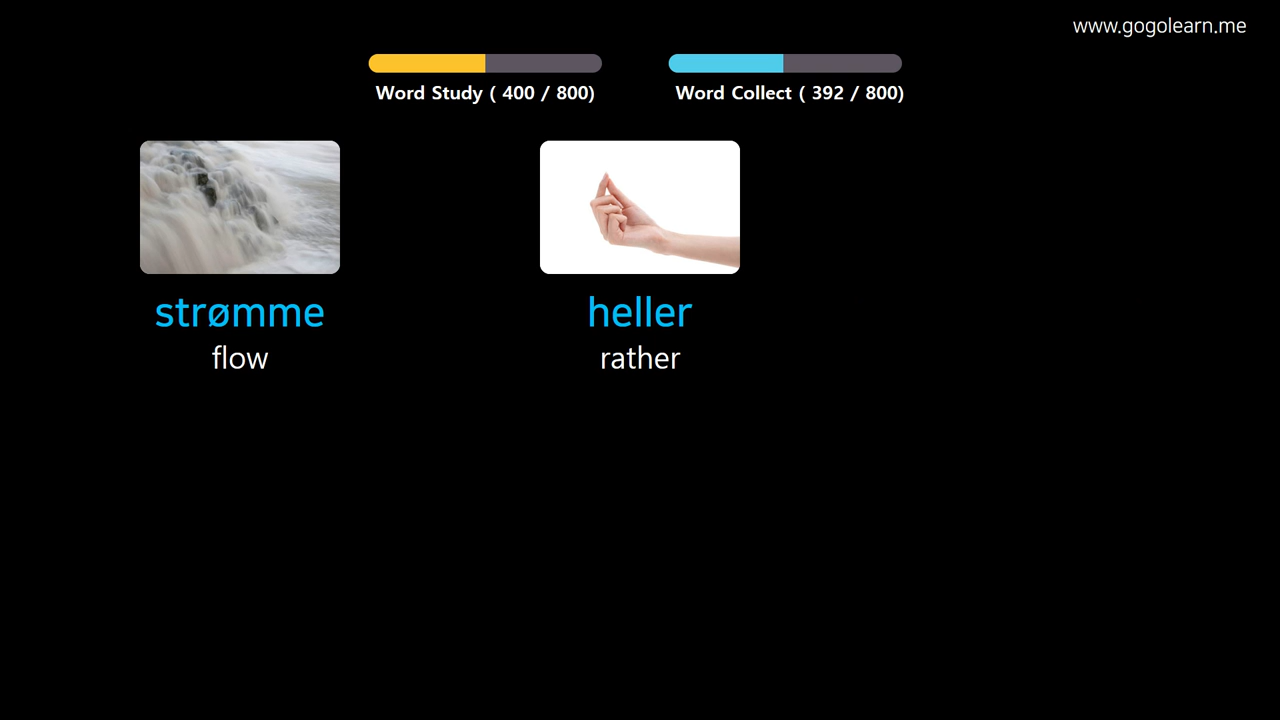 www.gogolearn.me
Word Study ( 400 / 800)
Word Collect ( 392 / 800)
strømme
flow
heller
rather